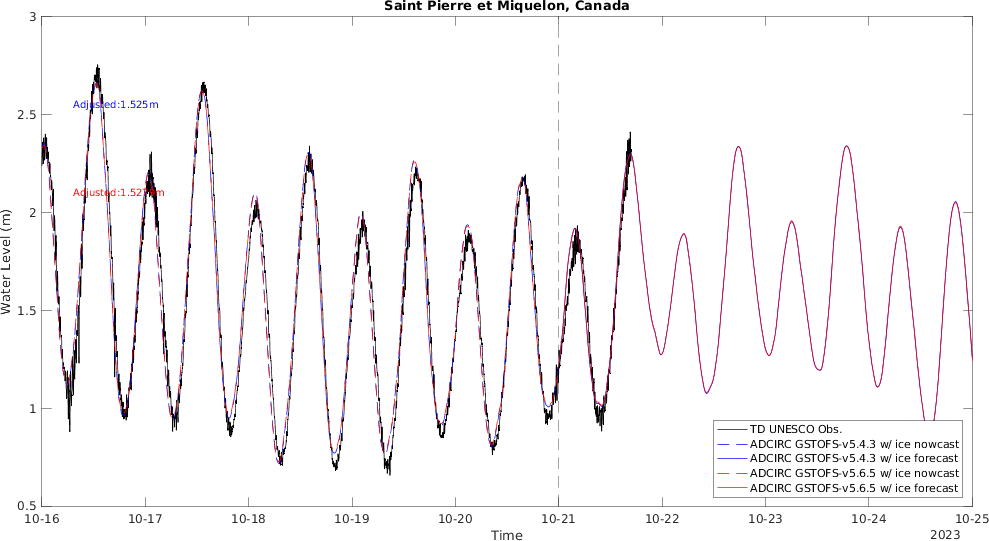 Saint Pierre et Miquelon, Canada
3
2.5
2
1.5
1
0.5
Water Level (m)
Adjusted:1.525m
TD UNESCO Obs.
ADCIRC GSTOFS-v5.4.3 w/ ice nowcast
ADCIRC GSTOFS-v5.4.3 w/ ice forecast
ADCIRC GSTOFS-v5.6.5 w/ ice nowcast
ADCIRC GSTOFS-v5.6.5 w/ ice forecast
10-16
10-17
10-18
10-19
10-20
10-21
10-22
10-23
10-24
10-25
Time
2023